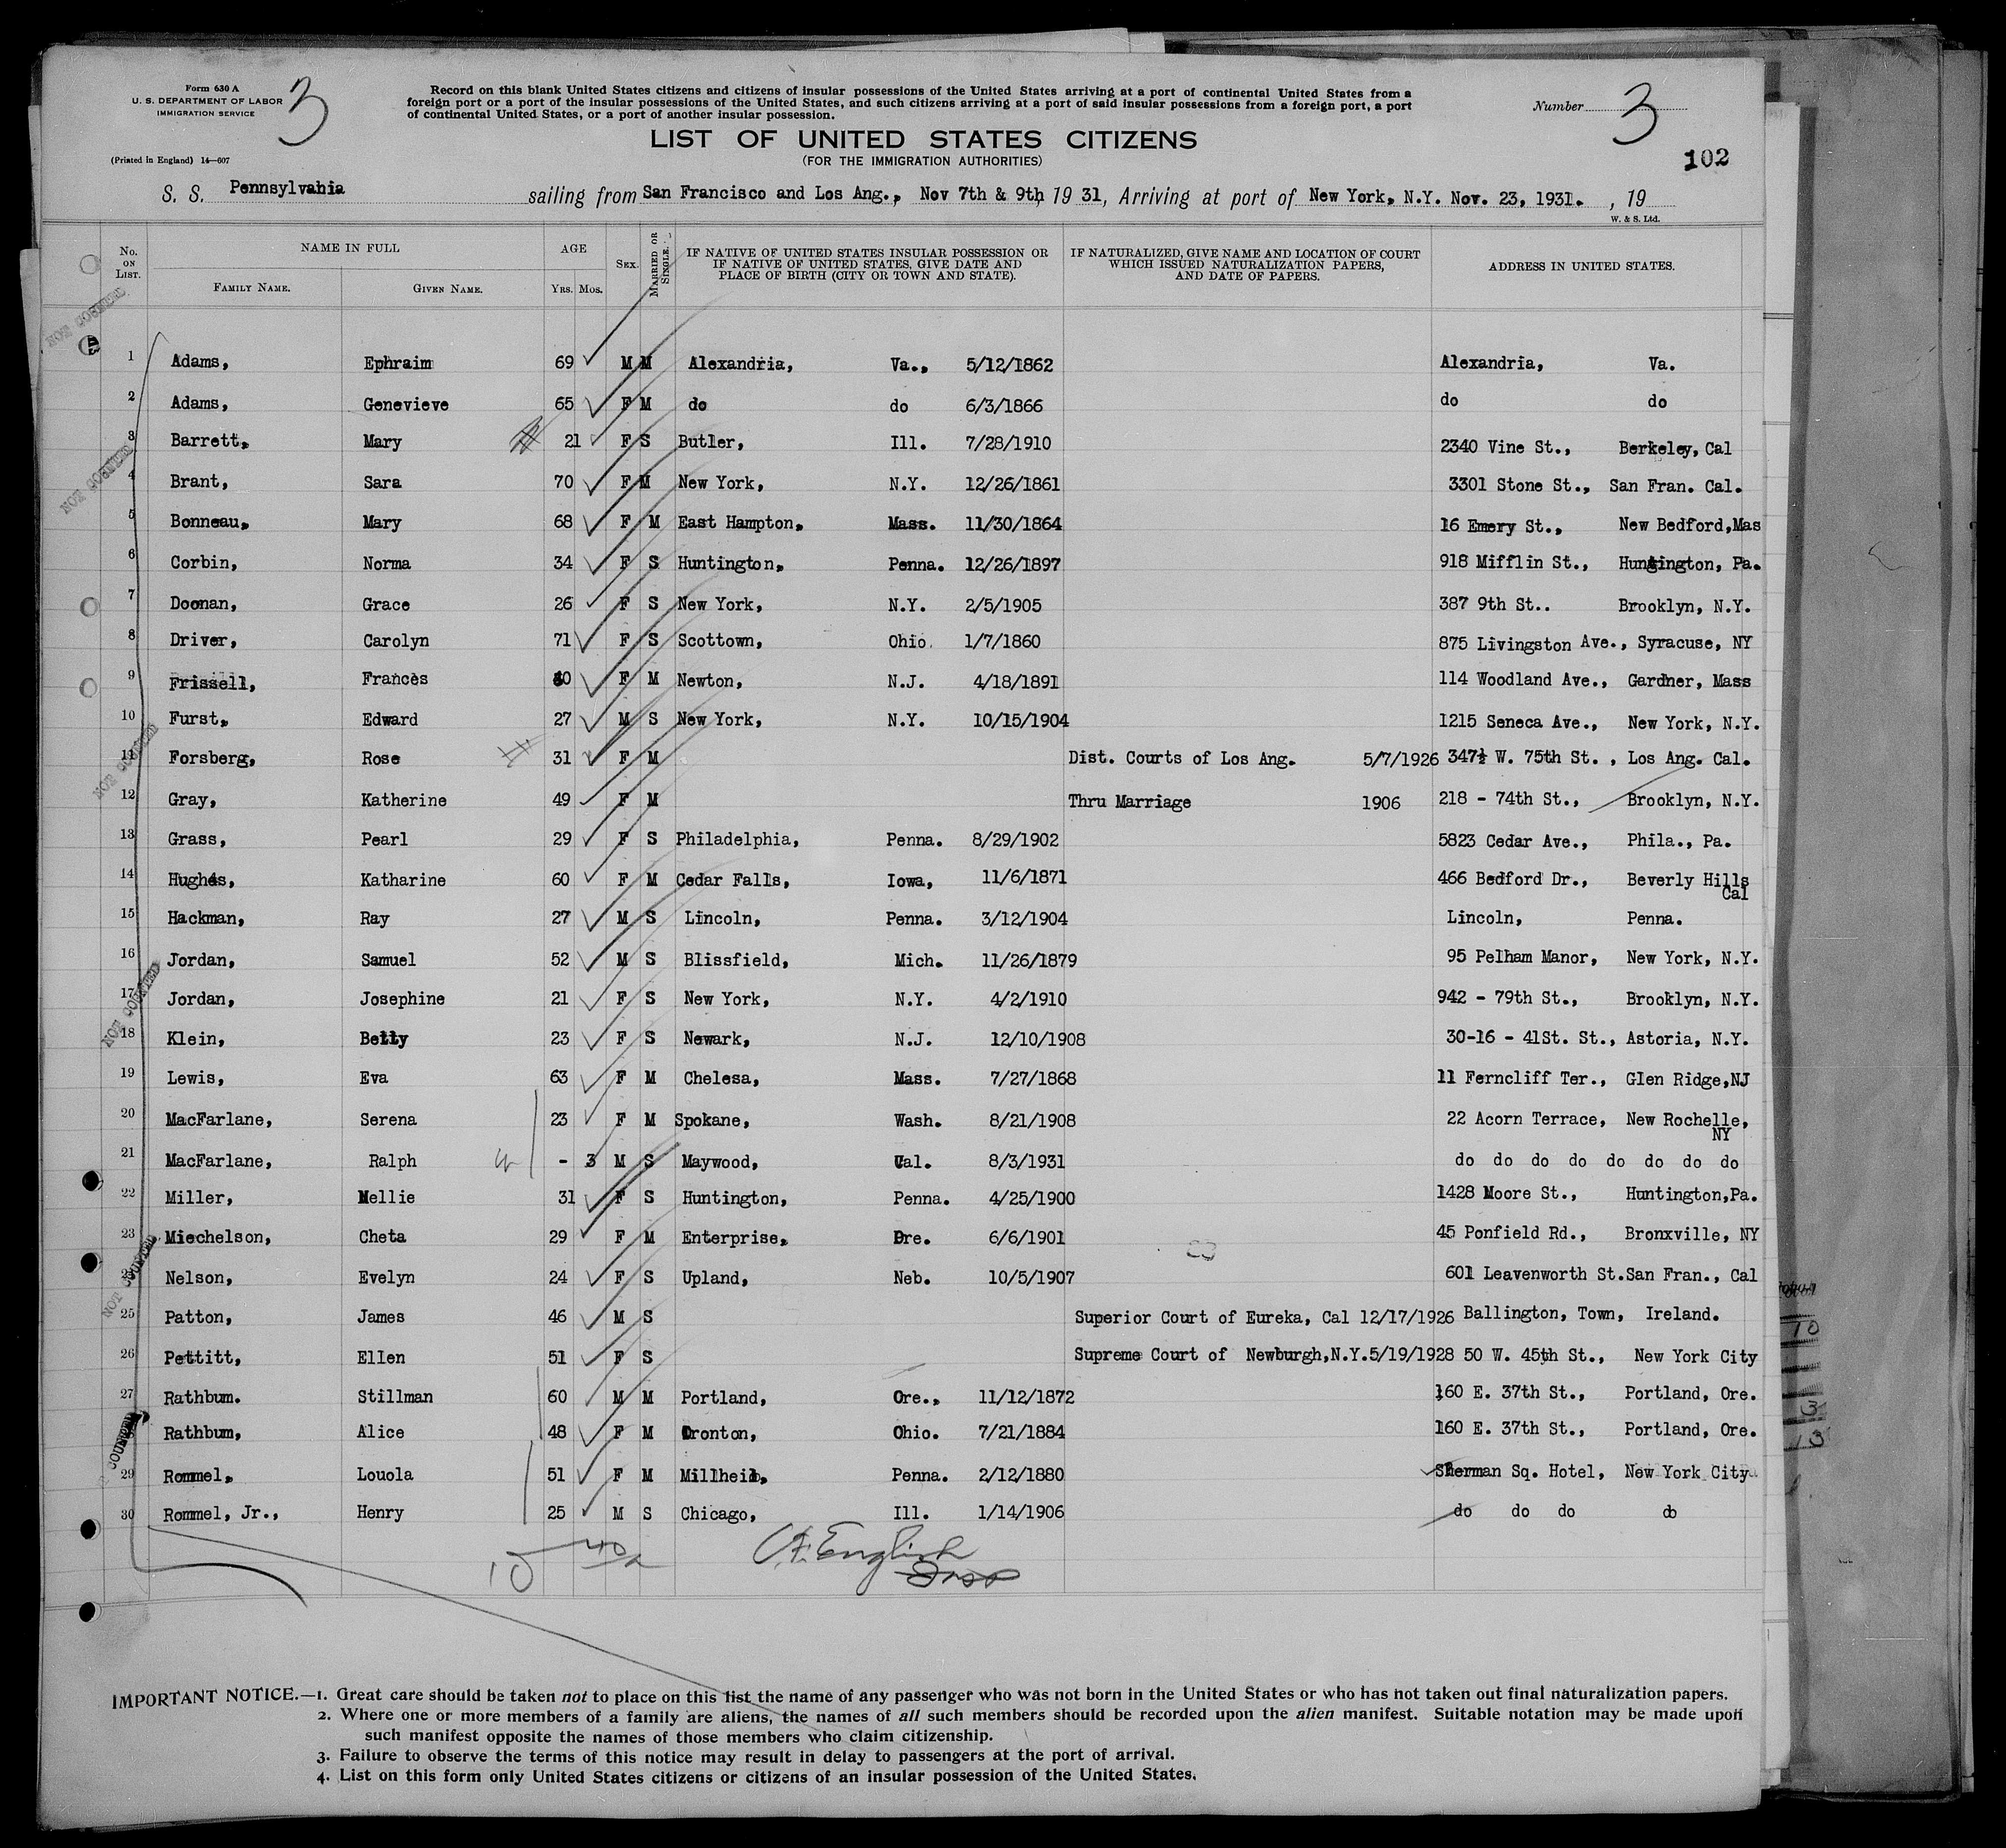 Form 630 A
U. S. DEPARTMENT OF LABOR
IMMIGRATION SERVICE
(Printed in England) 14—607
3
Record on this blank United States citizens and citizens of insular possessions of the United States arriving at a port of continental United States from a
foreign port or a port of the insular possessions of the United States, and such citizens arriving at a port of said insular possessions from a foreign port, a port
of continental United States, or a port of another insular possession.
Number 3
LIST OF UNITED STATES CITIZENS
(FOR THE IMMIGRATION AUTHORITIES)
102
S. S. Pennsylvania sailing from San Francisco and Los Ang., Nov 7th & 9th, 19 31, Arriving at port of New York, N.Y. Nov. 23, 1931. , 19
W. & S. Ltd.
No. ON LIST. NAME IN FULL AGE SEX. MARRIED OR SINGLE. IF NATIVE OF UNITED STATES INSULAR POSSESSION OR IF NATIVE OF UNITED STATES, GIVE DATE AND PLACE OF BIRTH (CITY OR TOWN AND STATE). IF NATURALIZED, GIVE NAME AND LOCATION OF COURT WHICH ISSUED NATURALIZATION PAPERS, AND DATE OF PAPERS. ADDRESS IN UNITED STATES.
FAMILY NAME. GIVEN NAME. YRS. MOS.
1 Adams, Ephraim 69 M M Alexandria, Va., 5/12/1862 Alexandria, Va.
2 Adams, Genevieve 65 F M do do 6/3/1866 do do
3 Barrett, Mary 21 F S Butler, Ill. 7/28/1910 2340 Vine St., Berkeley, Cal
4 Brant, Sara 70 F M New York, N.Y. 12/26/1861 3301 Stone St., San Fran. Cal.
5 Bonneau, Mary 68 F M East Hampton, Mass. 11/30/1864 16 Emery St., New Bedford,Mas
6 Corbin, Norma 34 F S Huntington, Penna. 12/26/1897 918 Mifflin St., Huntington, Pa.
7 Doonan, Grace 26 F S New York, N.Y. 2/5/1905 387 9th St.. Brooklyn, N.Y.
8 Driver, Carolyn 71 F S Scottown, Ohio. 1/7/1860 875 Livingston Ave., Syracuse, NY
9 Frissell, Frances 40 F M Newton, N.J. 4/18/1891 114 Woodland Ave., Gardner, Mass
10 Furst, Edward 27 M S New York, N.Y. 10/15/1904 1215 Seneca Ave., New York, N.Y.
11 Forsberg, Rose 31 F M Dist. Courts of Los Ang. 5/7/1926 347½ W. 75th St. , Los Ang. Cal.
12 Gray, Katherine 49 F M Thru Marriage 1906 218 - 74th St., Brooklyn, N.Y.
13 Grass, Pearl 29 F S Philadelphia, Penna. 8/29/1902 5823 Cedar Ave., Phila., Pa.
14 Hughes, Katharine 60 F M Cedar Falls, Iowa, 11/6/1871 466 Bedford Dr., Beverly Hills
Cal
15 Hackman, Ray 27 M S Lincoln, Penna. 3/12/1904 Lincoln, Penna.
16 Jordan, Samuel 52 M S Blissfield, Mich. 11/26/1879 95 Pelham Manor, New York, N.Y.
17 Jordan, Josephine 21 F S New York, N.Y. 4/2/1910 942 - 79th St., Brooklyn, N.Y.
18 Klein, Betty 23 F S Newark, N.J. 12/10/1908 30-16 - 41St. St., Astoria, N.Y.
19 Lewis, Eva 63 F M Chelesa, Mass. 7/27/1868 11 Ferncliff Ter., Glen Ridge,NJ
20 MacFarlane, Serena 23 F M Spokane, Wash. 8/21/1908 22 Acorn Terrace, New Rochelle,
NY
21 MacFarlane, Ralph - 3 M S Maywood, Cal. 8/3/1931 do do do do do do do do
22 Miller, Nellie 31 F S Huntington, Penna. 4/25/1900 1428 Moore St., Huntington,Pa.
23 Miechelson, Cheta 29 F M Enterprise, Ore. 6/6/1901 45 Ponfield Rd., Bronxville, NY
24 Nelson, Evelyn 24 F S Upland, Neb. 10/5/1907 601 Leavenworth St.San Fran., Cal
25 Patton, James 46 M S Superior Court of Eureka, Cal 12/17/1926 Ballington, Town, Ireland.
26 Pettitt, Ellen 51 F S Supreme Court of Newburgh,N.Y.5/19/1928 50 W. 45th St., New York City
27 Rathbum. Stillman 60 M M Portland, Ore., 11/12/1872 160 E. 37th St., Portland, Ore.
Rathbum, Alice 48 F M Oronton, Ohio. 7/21/1884 160 E. 37th St., Portland, Ore.
29 Rommel, Louola 51 F M Millheid, Penna. 2/12/1880 Sherman Sq. Hotel, New York City
30 Rommel, Jr., Henry 25 M S Chicago, Ill. 1/14/1906 do do do do
NOT COUNTED
NOT COUNTED
NOT COUNTED
NOT COUNTED
NOT COUNTED
COUNTED
10
English
IMPORTANT NOTICE.—1. Great care should be taken not to place on this list the name of any passenger who was not born in the United States or who has not taken out final naturalization papers.
2. Where one or more members of a family are aliens, the names of all such members should be recorded upon the alien manifest. Suitable notation may be made upon
such manifest opposite the names of those members who claim citizenship.
3. Failure to observe the terms of this notice may result in delay to passengers at the port of arrival.
4. List on this form only United States citizens or citizens of an insular possession of the United States.
10
3
13